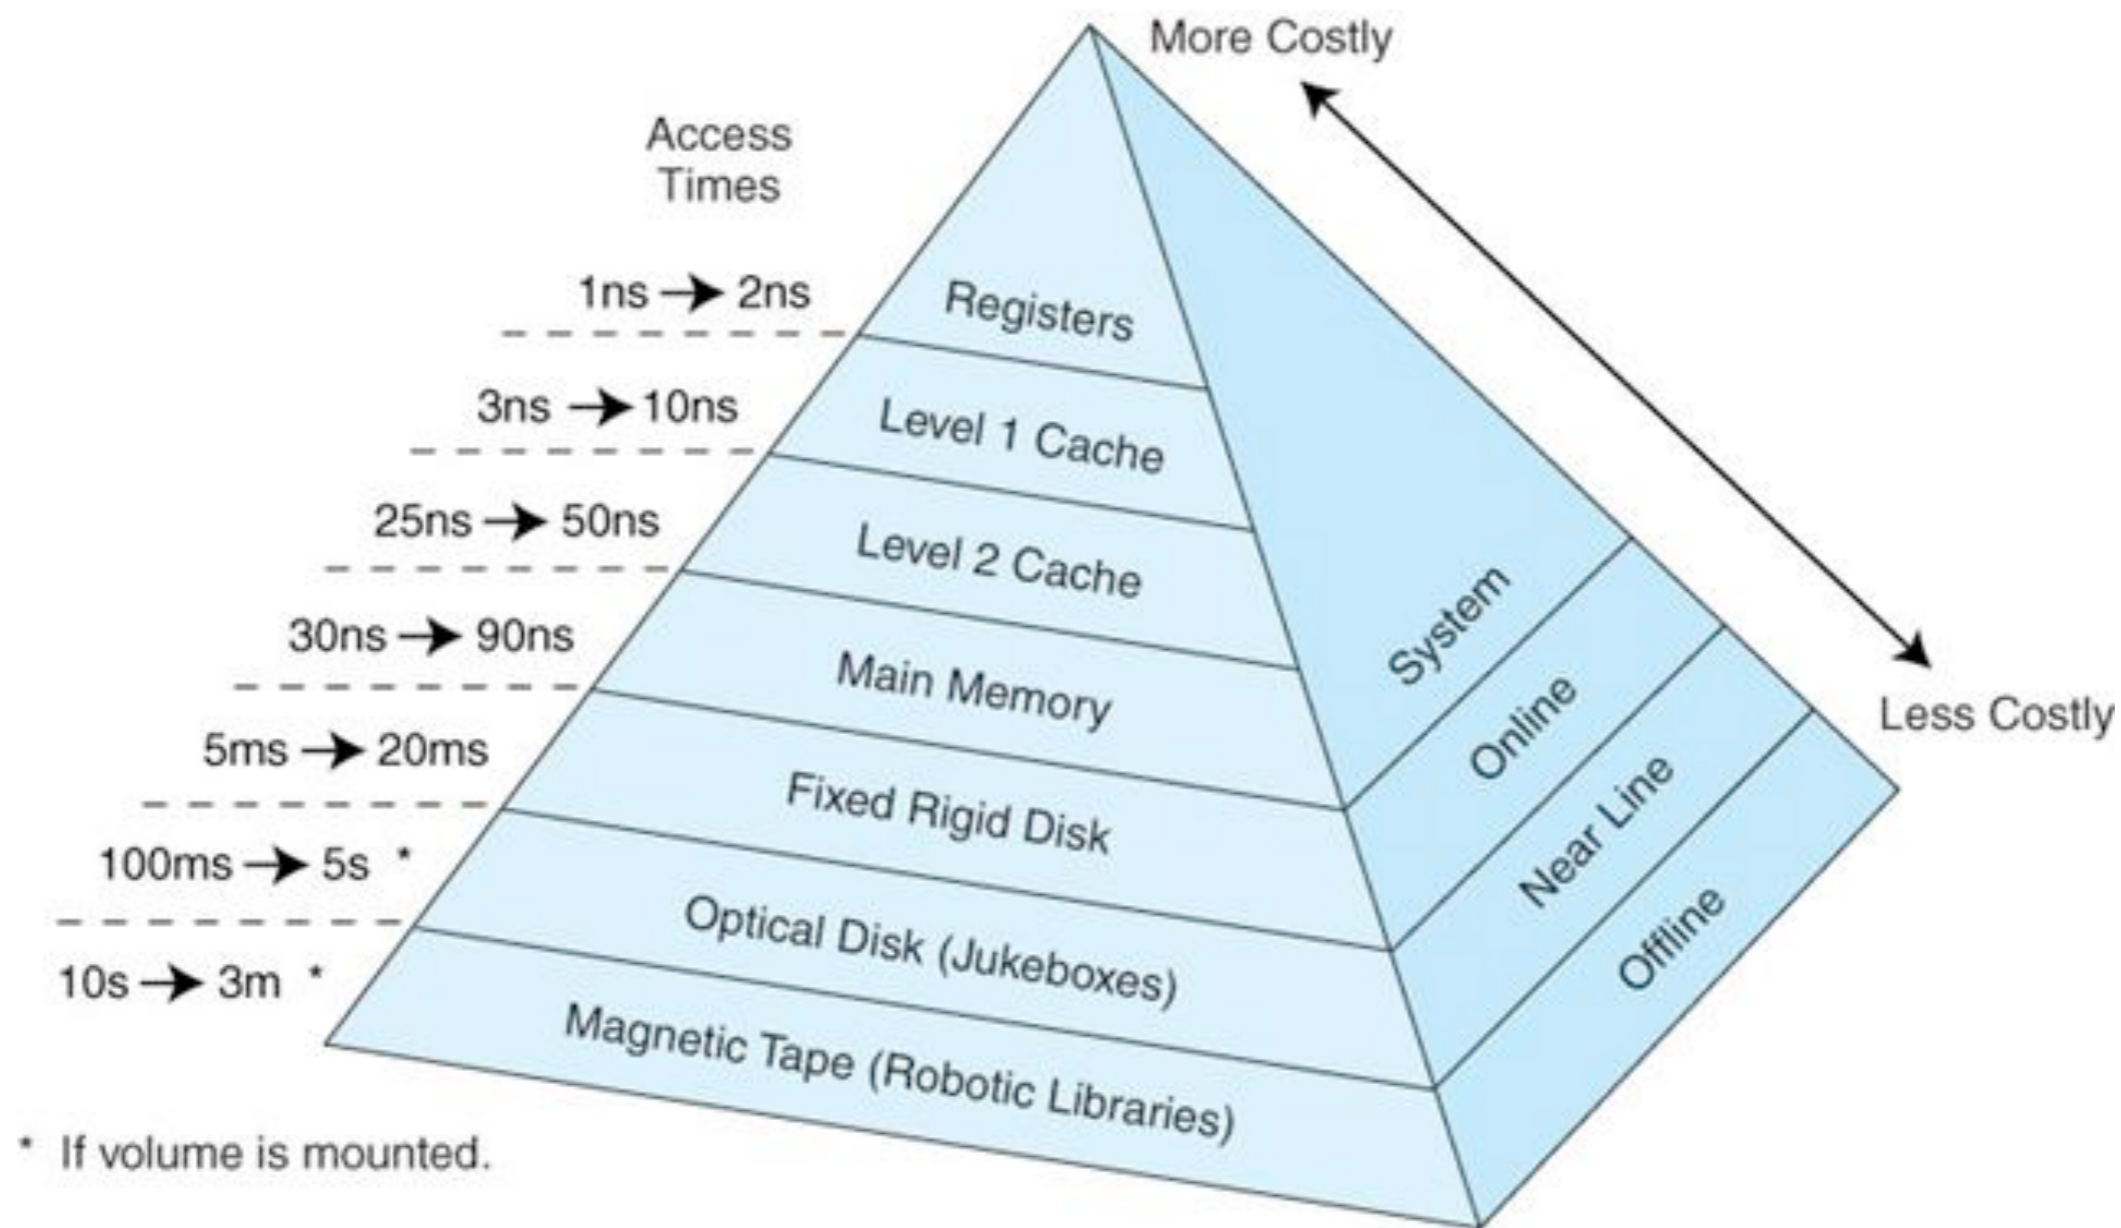 More Costly
Access
Times
1ns → 2ns
Registers
3ns → 10ns
Level 1 Cache
25ns → 50ns
Level 2 Cache
30ns → 90ns
Main Memory
System
5ms → 20ms
Fixed Rigid Disk
Online
Less Costly
100ms → 5s *
Optical Disk (Jukeboxes)
Near Line
10s → 3m *
Magnetic Tape (Robotic Libraries)
Offline
* If volume is mounted.